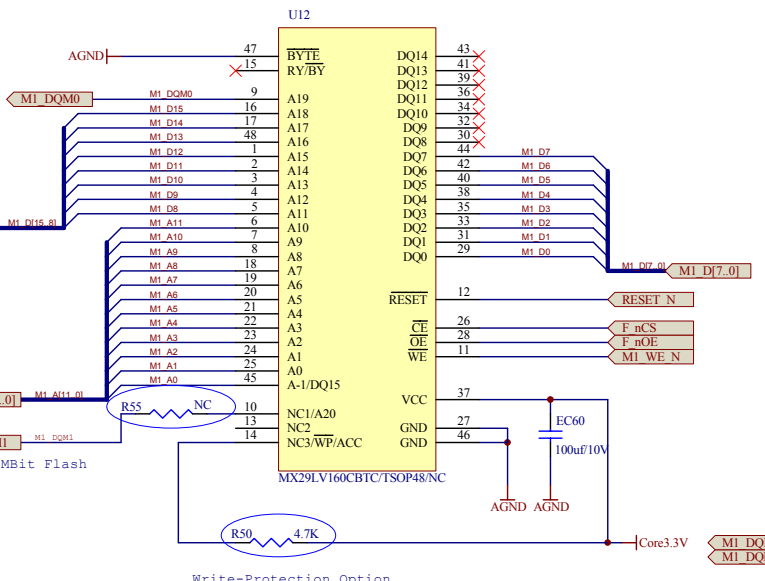 U12
AGND
47
BYTE
DQ14
43
15
RY/BY
DQ13
41
DQ12
39
M1_DQM0
M1_DQM0
9
A19
DQ11
36
M1_D15
16
A18
DQ10
34
M1_D14
17
A17
DQ9
32
M1_D13
48
A16
DQ8
30
M1_D12
1
A15
DQ7
44
M1_D7
M1_D11
2
A14
DQ6
42
M1_D6
M1_D10
3
A13
DQ5
40
M1_D5
M1_D9
4
A12
DQ4
38
M1_D4
M1_D8
5
A11
DQ3
35
M1_D3
M1_D[15..8]
M1_A11
6
A10
DQ2
33
M1_D2
M1_A10
7
A9
DQ1
31
M1_D1
M1_A9
8
A8
DQ0
29
M1_D0
M1_A8
18
A7
M1_D[7..0]
M1_D[7..0]
M1_A7
19
A6
M1_A6
20
A5
RESET
12
RESET_N
M1_A5
21
A4
M1_A4
22
A3
CE
26
F_nCS
M1_A3
23
A2
OE
28
F_nOE
M1_A2
24
A1
WE
11
M1_WE_N
M1_A1
25
A0
M1_A0
45
A-1/DQ15
M1_A[11..0]
..0]
VCC
37
R55
NC
10
NC1/A20
13
NC2
GND
27
EC60
M1_DQM1
14
NC3/WP/ACC
GND
46
100uf/10V
MBit Flash
MX29LV160CBTC/TSOP48/NC
AGND
AGND
R50
4.7K
Core3.3V
M1_DQ
M1_DQ
Write-Protection Option